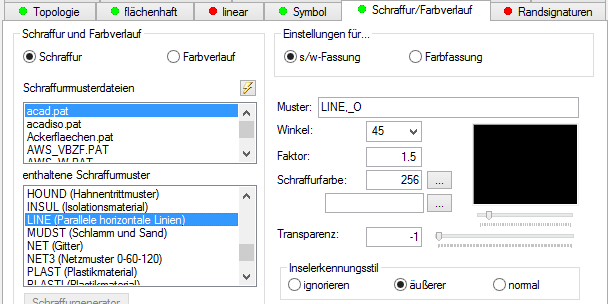 Topologie flächenhaft linear Symbol Schraffur/Farbverlauf Randsignaturen
Schraffur und Farbverlauf
Schraffur Farbverlauf
Einstellungen für...
s/w-Fassung Farbfassung
Schraffurmusterdateien
acad.pat
acadiso.pat
Ackerflaechen.pat
AWS_VBZF.PAT
AWS_W.PAT
enthaltene Schraffumuster
HOUND (Hahnentrittmuster)
INSUL (Isolationsmaterial)
LINE (Parallele horizontale Linien)
MUDST (Schlamm und Sand)
NET (Gitter)
NET3 (Netzmuster 0-60-120)
PLAST (Plastikmaterial)
PLASTI (Plastikmaterial)
Schraffurgenerator
Muster: LINE,_O
Winkel: 45
Faktor: 1.5
Schraffurfarbe: 256 ...
...
Transparenz: -1
Inselerkennungsstil
ignorieren äußerer normal